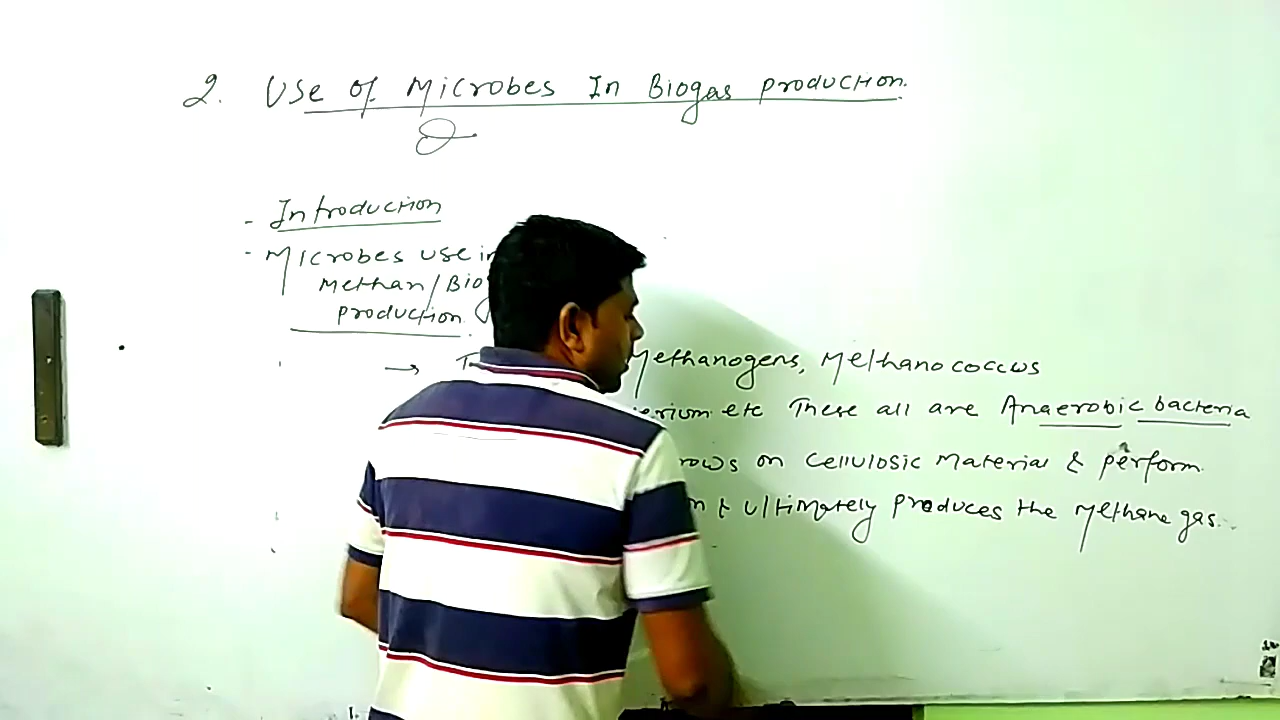 2. Use of Microbes In Biogas production.
- Introduction
- Microbes use in
Methan/Bio
production.
→ Methanogens, Methanococcus
erium etc These all are Anaerobic bacteria
rows on cellulosic Material & perform
n & ultimately produces the methane gas..